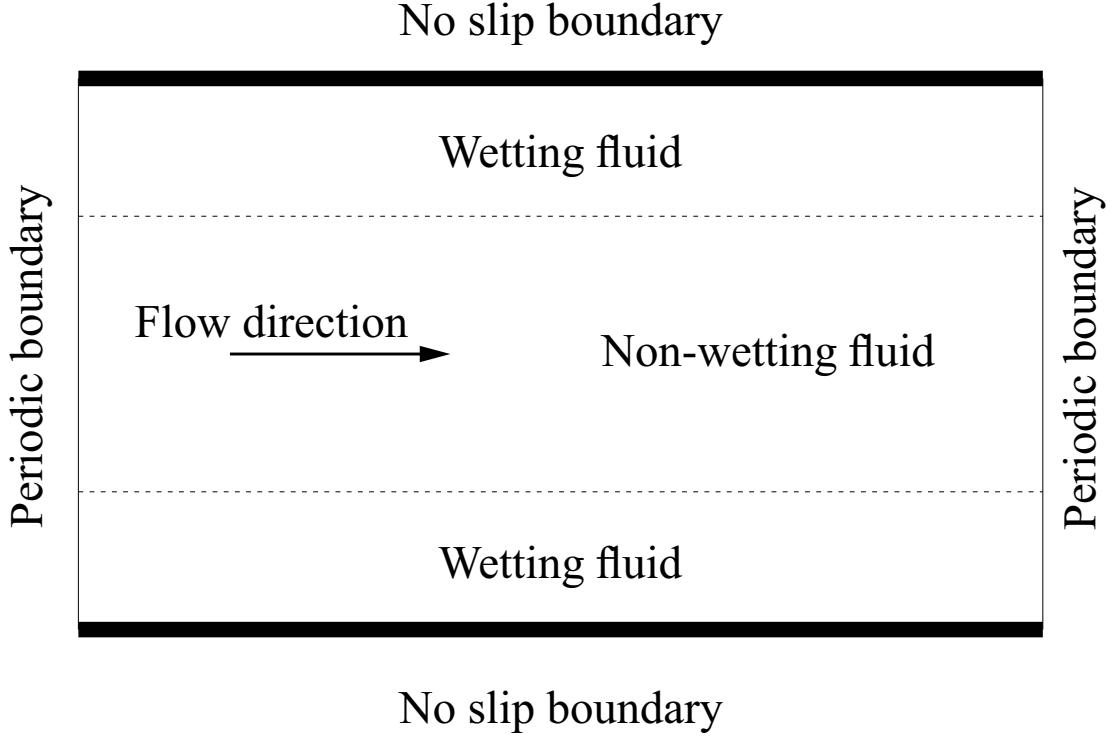 No slip boundary
Wetting fluid
Periodic boundary
Flow direction
Non-wetting fluid
Periodic boundary
Wetting fluid
No slip boundary